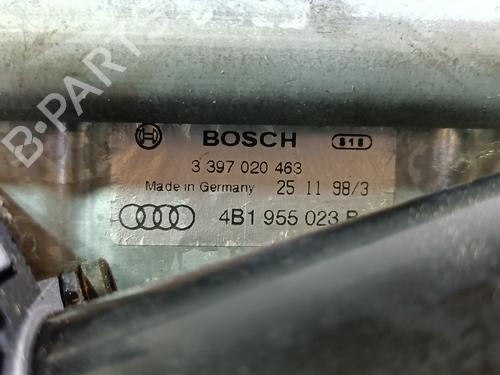 BOSCH
3 397 020 463
Made in Germany 25 11 98/3
4B1 955 023
B-PARTS